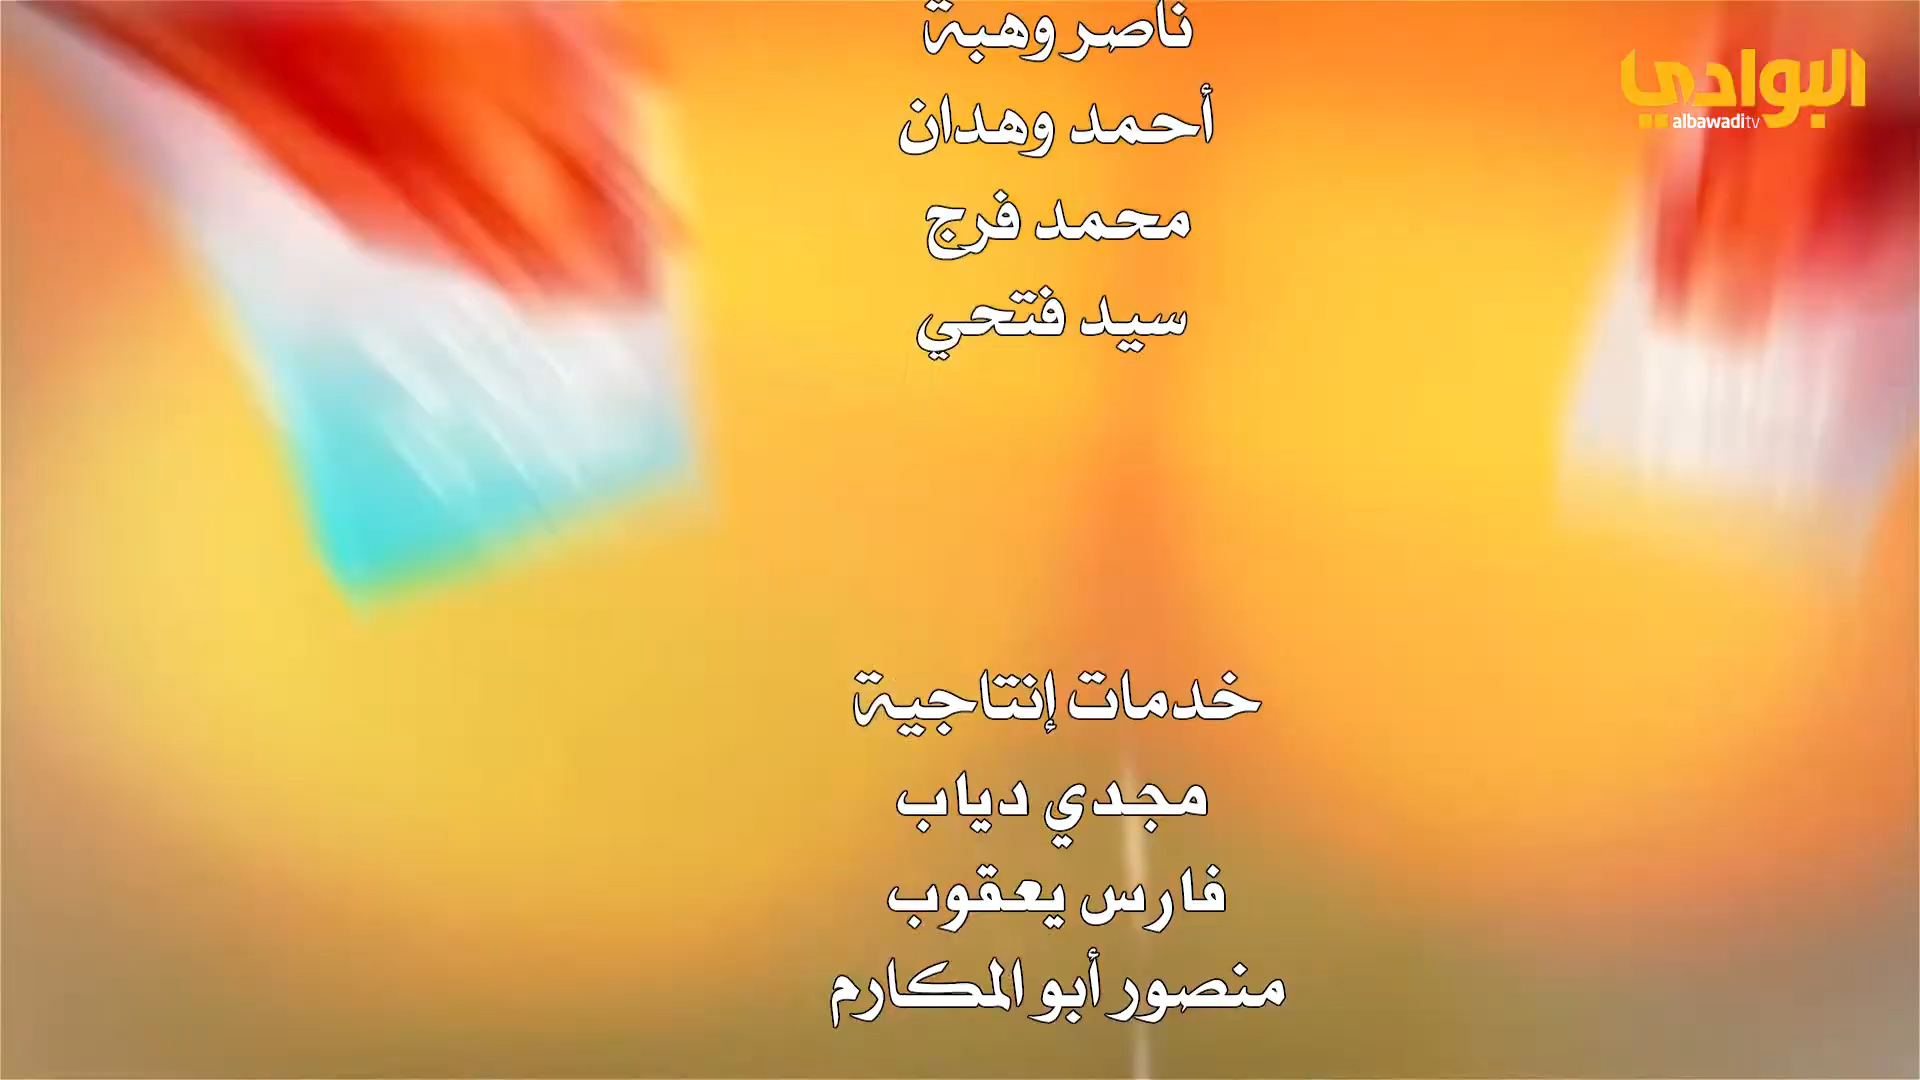 ناصر وهبة
البوادي
albawaditv
أحمد وهدان
محمد فرج
سيد فتحي
خدمات إنتاجية
مجدي دياب
فارس يعقوب
منصور أبو المكارم